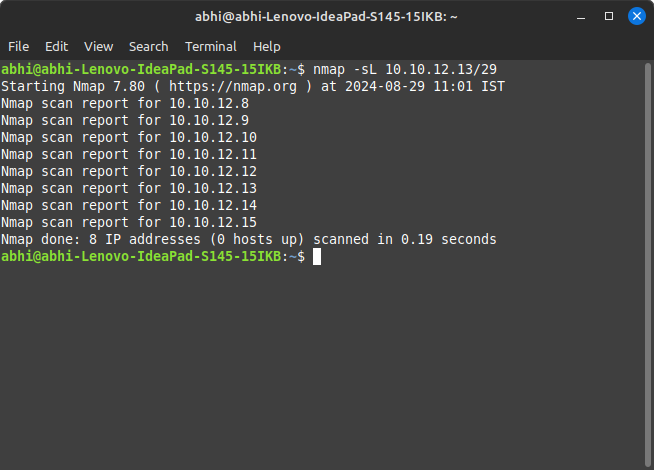 abhi@abhi-Lenovo-IdeaPad-S145-15IKB: ~
File Edit View Search Terminal Help
abhi@abhi-Lenovo-IdeaPad-S145-15IKB:~$ nmap -sL 10.10.12.13/29
Starting Nmap 7.80 ( https://nmap.org ) at 2024-08-29 11:01 IST
Nmap scan report for 10.10.12.8
Nmap scan report for 10.10.12.9
Nmap scan report for 10.10.12.10
Nmap scan report for 10.10.12.11
Nmap scan report for 10.10.12.12
Nmap scan report for 10.10.12.13
Nmap scan report for 10.10.12.14
Nmap scan report for 10.10.12.15
Nmap done: 8 IP addresses (0 hosts up) scanned in 0.19 seconds
abhi@abhi-Lenovo-IdeaPad-S145-15IKB:~$